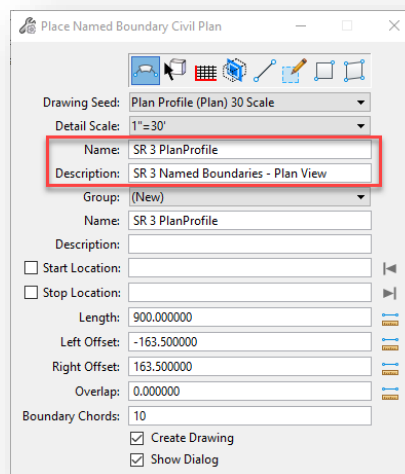 Place Named Boundary Civil Plan
Drawing Seed: Plan Profile (Plan) 30 Scale
Detail Scale: 1"=30'
Name: SR 3 PlanProfile
Description: SR 3 Named Boundaries - Plan View
Group: (New)
Name: SR 3 PlanProfile
Description:
Start Location:
Stop Location:
Length: 900.000000
Left Offset: -163.500000
Right Offset: 163.500000
Overlap: 0.000000
Boundary Chords: 10
Create Drawing
Show Dialog